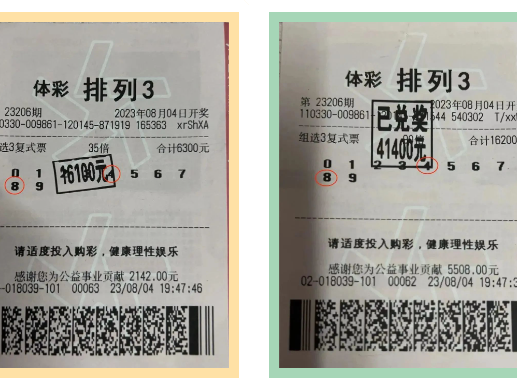 体彩 排列3
23206期 2023年08月04日开奖
0330-009861-120145-871919 165363 xrShXA
选3复式票 35倍 合计6300元
0 1 4 5 6 7
8 9
16100元
请适度投入购彩，健康理性娱乐
感谢您为公益事业贡献 2142.00元
-018039-101 00063 23/08/04 19:47:46
体彩 排列3
第 23206期 2023年08月04日开
110330-009861- 644 540302 T/xx
组选3复式票 合计16200
0 1 2 3 4 5 6 7
8 9
已兑奖
41400元
请适度投入购彩，健康理性娱乐
感谢您为公益事业贡献 5508.00元
02-018039-101 00062 23/08/04 19:47:3